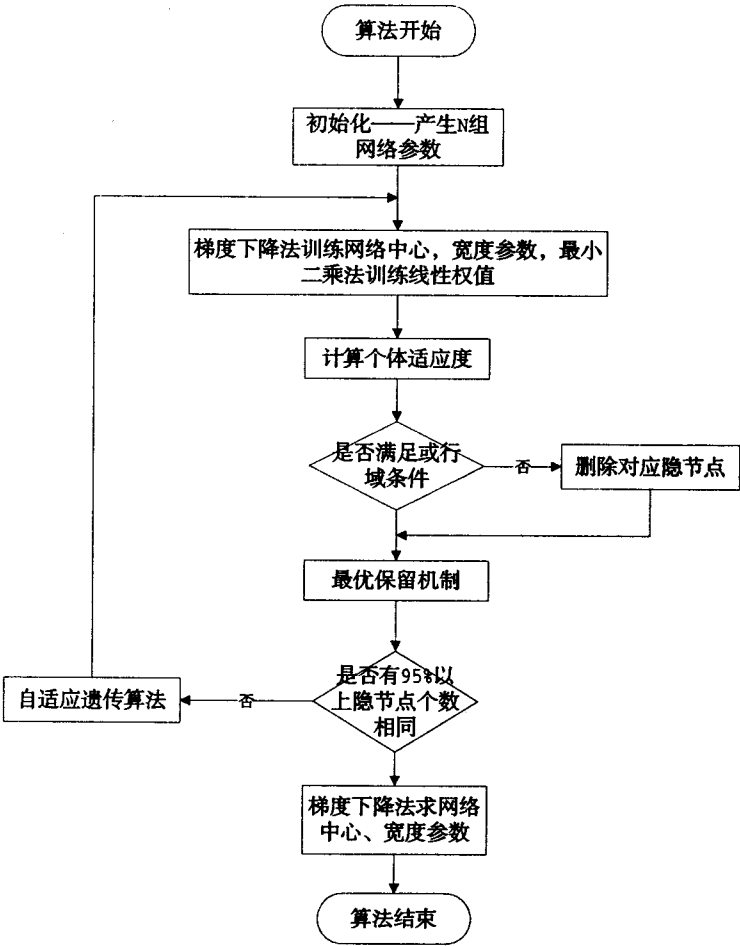 算法开始
初始化——产生N组
网络参数
梯度下降法训练网络中心，宽度参数，最小
二乘法训练线性权值
计算个体适应度
是否满足或行
域条件
否
删除对应隐节点
最优保留机制
是否有95%以
上隐节点个数
相同
否
自适应遗传算法
梯度下降法求网络
中心、宽度参数
算法结束